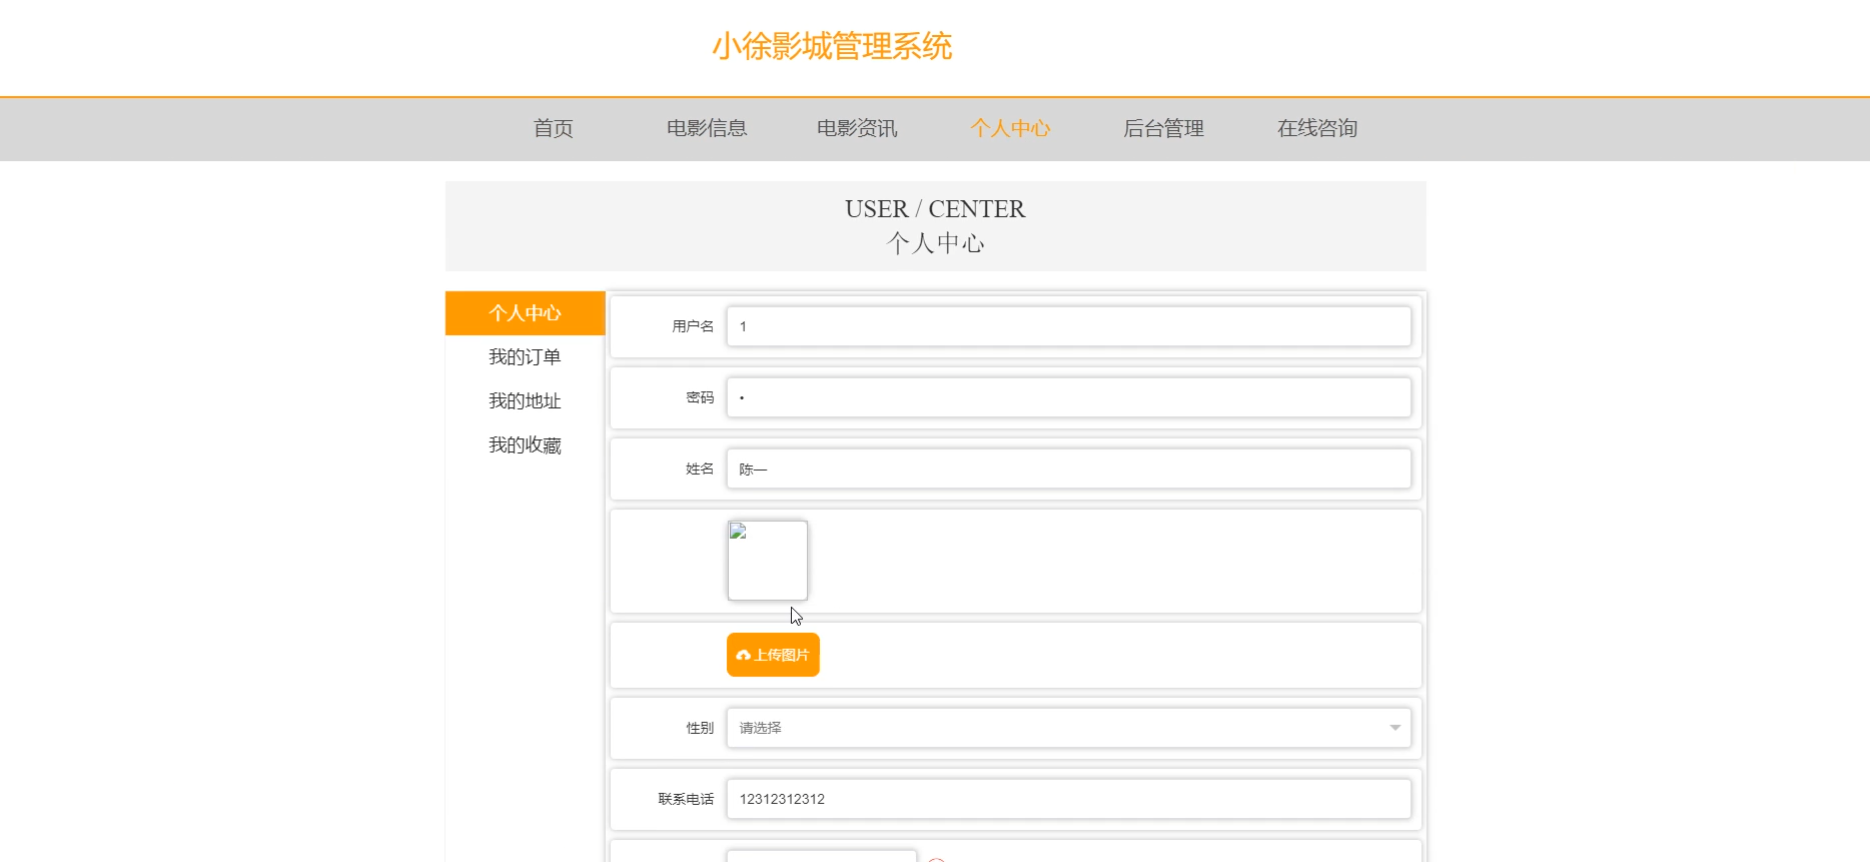 小徐影城管理系统
首页 电影信息 电影资讯 个人中心 后台管理 在线咨询
USER / CENTER
个人中心
个人中心
我的订单
我的地址
我的收藏
用户名 1
密码 •
姓名 陈一
上传图片
性别 请选择
联系电话 12312312312